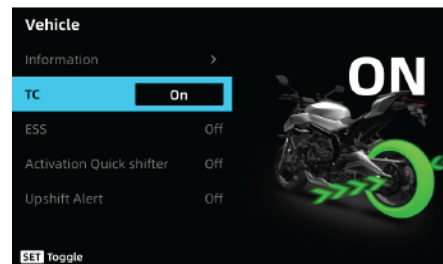 Vehicle
Information >
TC On
ON
ESS Off
Activation Quick shifter Off
Upshift Alert Off
SET Toggle